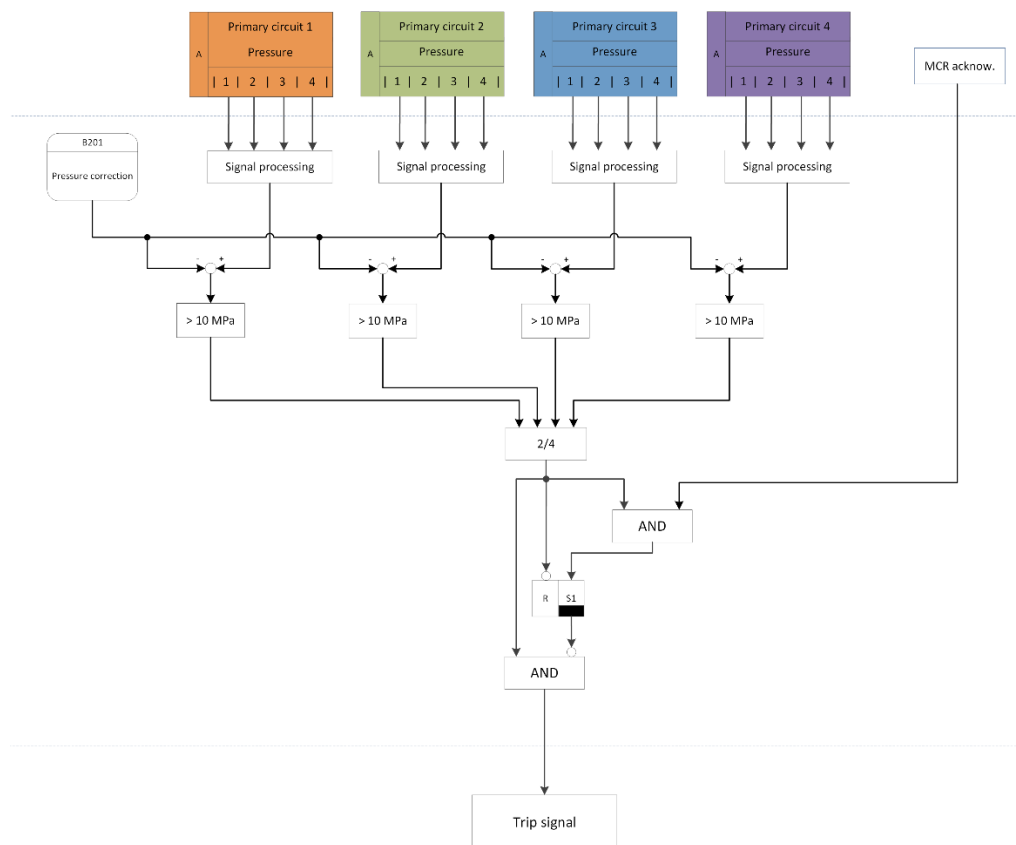 Primary circuit 1
A
Pressure
| 1 | 2 | 3 | 4 |
Primary circuit 2
A
Pressure
| 1 | 2 | 3 | 4 |
Primary circuit 3
A
Pressure
| 1 | 2 | 3 | 4 |
Primary circuit 4
A
Pressure
| 1 | 2 | 3 | 4 |
MCR acknow.
B201
Pressure correction
Signal processing
Signal processing
Signal processing
Signal processing
- +
- +
- +
- +
> 10 MPa
> 10 MPa
> 10 MPa
> 10 MPa
2/4
AND
R
S1
AND
Trip signal